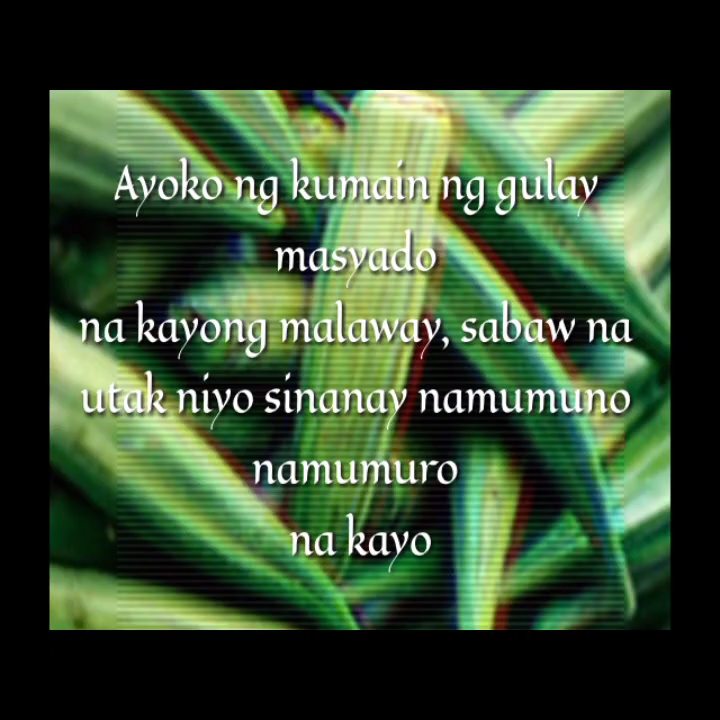 Ayoko ng kumain ng gulay
masyado
na kayong malaway, sabaw na
utak niyo sinanay namumuno
namumuro
na kayo